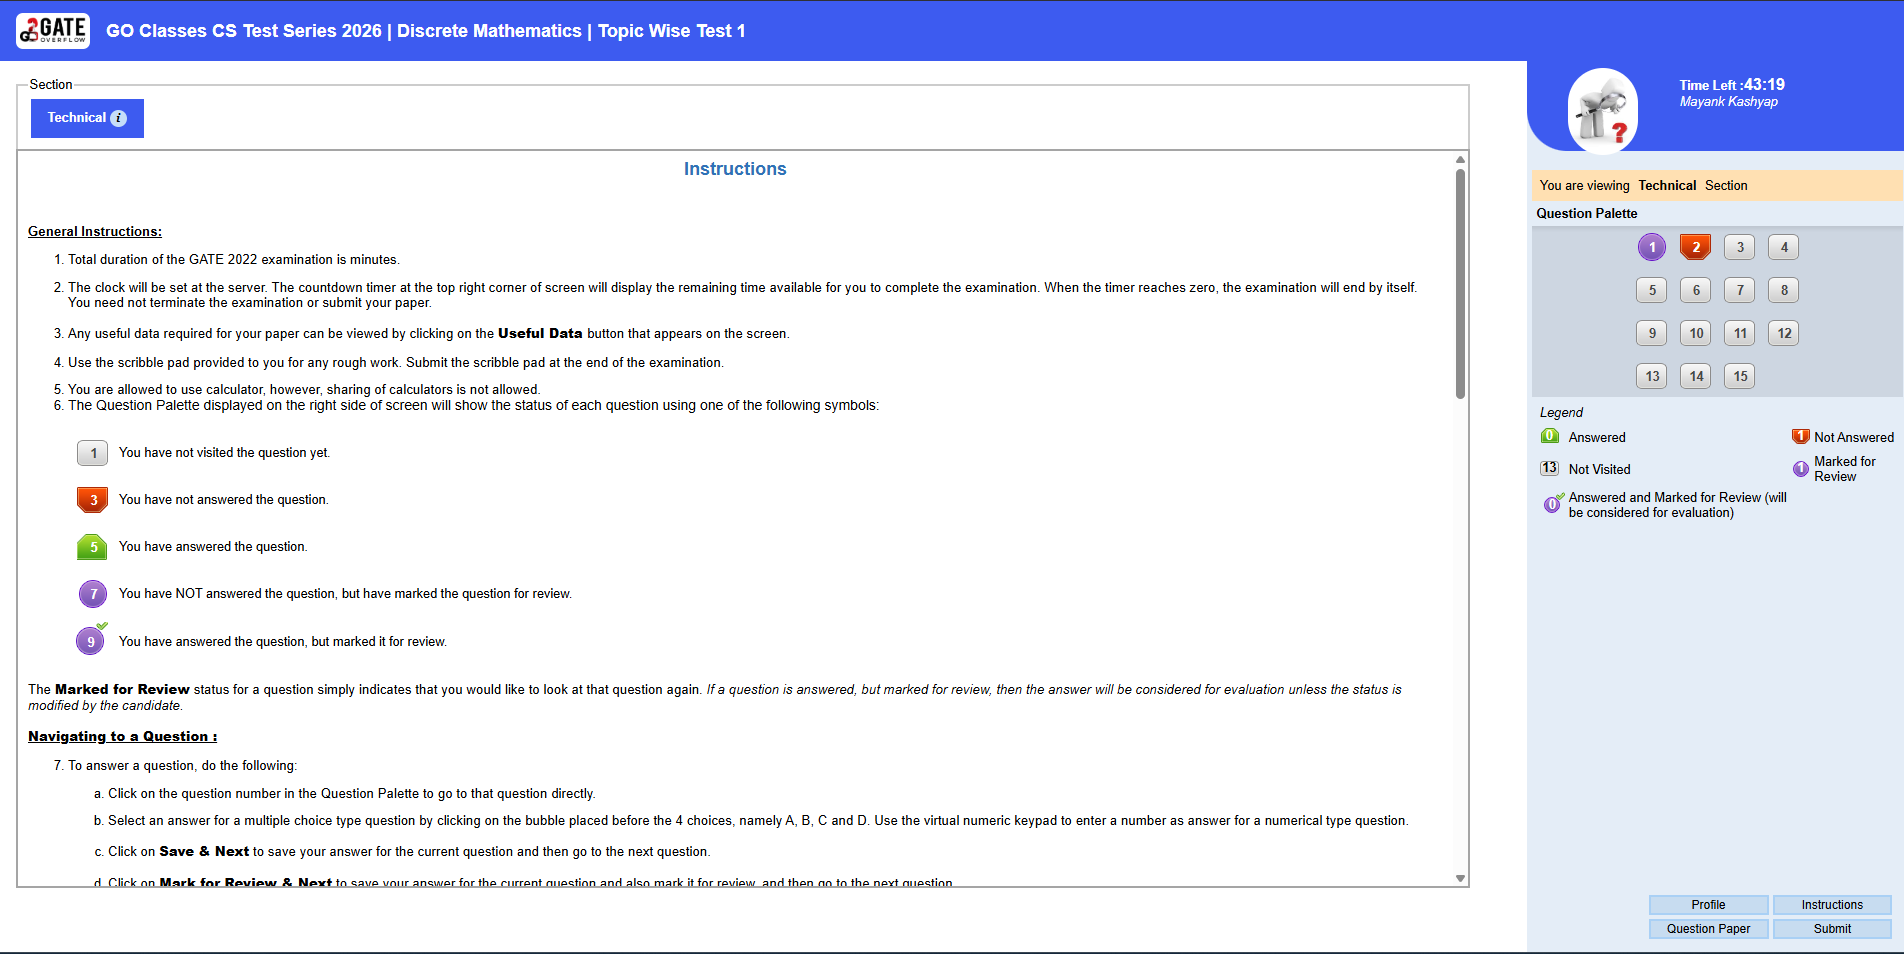 GATE
OVERFLOW
GO Classes CS Test Series 2026 | Discrete Mathematics | Topic Wise Test 1
Time Left :43:19
Mayank Kashyap
Section
Technical i
Instructions
General Instructions:
1. Total duration of the GATE 2022 examination is minutes.
2. The clock will be set at the server. The countdown timer at the top right corner of screen will display the remaining time available for you to complete the examination. When the timer reaches zero, the examination will end by itself.
You need not terminate the examination or submit your paper.
3. Any useful data required for your paper can be viewed by clicking on the Useful Data button that appears on the screen.
4. Use the scribble pad provided to you for any rough work. Submit the scribble pad at the end of the examination.
5. You are allowed to use calculator, however, sharing of calculators is not allowed.
6. The Question Palette displayed on the right side of screen will show the status of each question using one of the following symbols:
1 You have not visited the question yet.
3 You have not answered the question.
5 You have answered the question.
7 You have NOT answered the question, but have marked the question for review.
9 You have answered the question, but marked it for review.
The Marked for Review status for a question simply indicates that you would like to look at that question again. If a question is answered, but marked for review, then the answer will be considered for evaluation unless the status is
modified by the candidate.
Navigating to a Question :
7. To answer a question, do the following:
a. Click on the question number in the Question Palette to go to that question directly.
b. Select an answer for a multiple choice type question by clicking on the bubble placed before the 4 choices, namely A, B, C and D. Use the virtual numeric keypad to enter a number as answer for a numerical type question.
c. Click on Save & Next to save your answer for the current question and then go to the next question.
d. Click on Mark for Review & Next to save your answer for the current question and also mark it for review, and then go to the next question.
You are viewing Technical Section
Question Palette
1 2 3 4
5 6 7 8
9 10 11 12
13 14 15
Legend
0 Answered
1 Not Answered
13 Not Visited
1 Marked for
Review
0 Answered and Marked for Review (will
be considered for evaluation)
Profile
Instructions
Question Paper
Submit